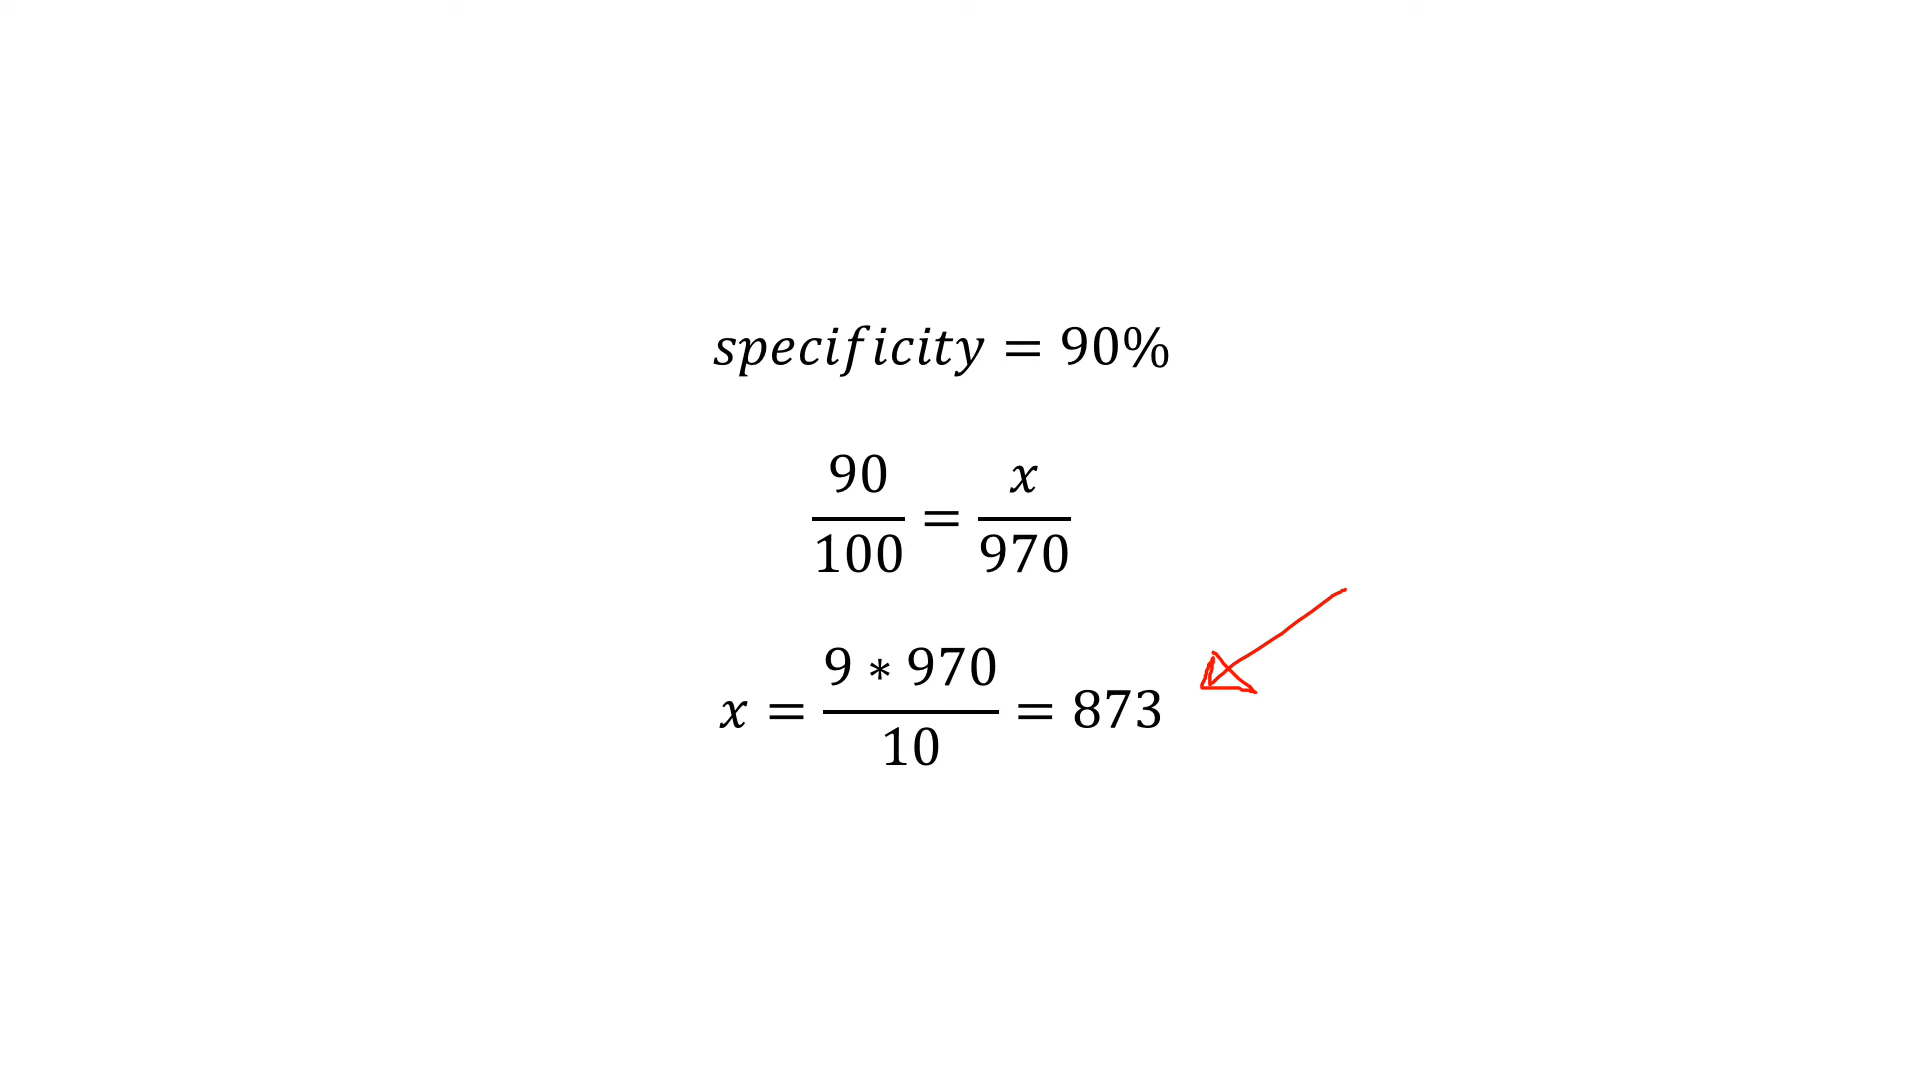 specificity = 90%
90/100 = x/970
x = 9 * 970/10 = 873